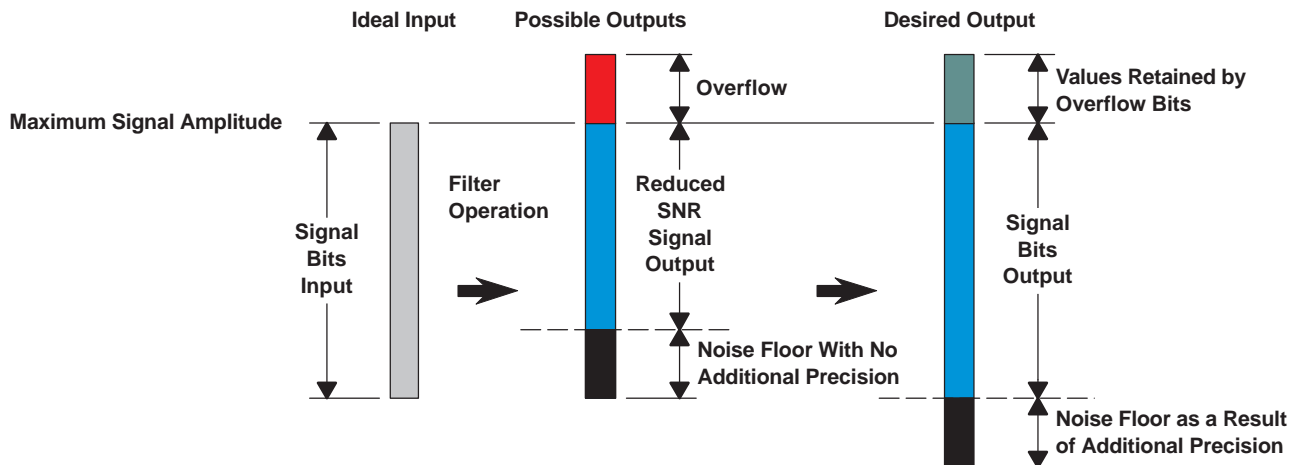 Ideal Input
Possible Outputs
Desired Output
Overflow
Values Retained by
Overflow Bits
Maximum Signal Amplitude
Filter
Operation
Signal
Bits
Input
Reduced
SNR
Signal
Output
Signal
Bits
Output
Noise Floor With No
Additional Precision
Noise Floor as a Result
of Additional Precision